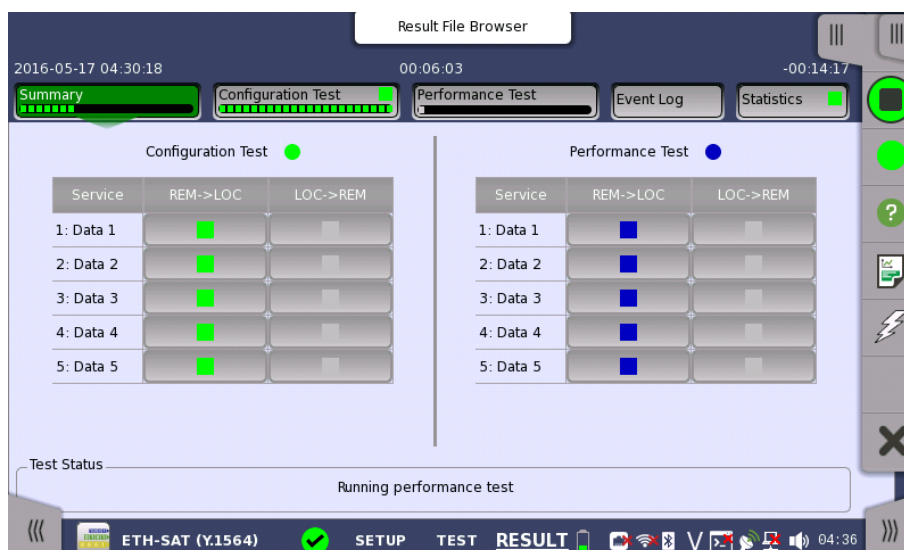 Result File Browser
2016-05-17 04:30:18 00:06:03 -00:14:17
Summary Configuration Test Performance Test Event Log Statistics
Configuration Test Performance Test
Service REM->LOC LOC->REM Service REM->LOC LOC->REM
1: Data 1 1: Data 1
2: Data 2 2: Data 2
3: Data 3 3: Data 3
4: Data 4 4: Data 4
5: Data 5 5: Data 5
Test Status
Running performance test
ETH-SAT (Y.1564) SETUP TEST RESULT V 04:36